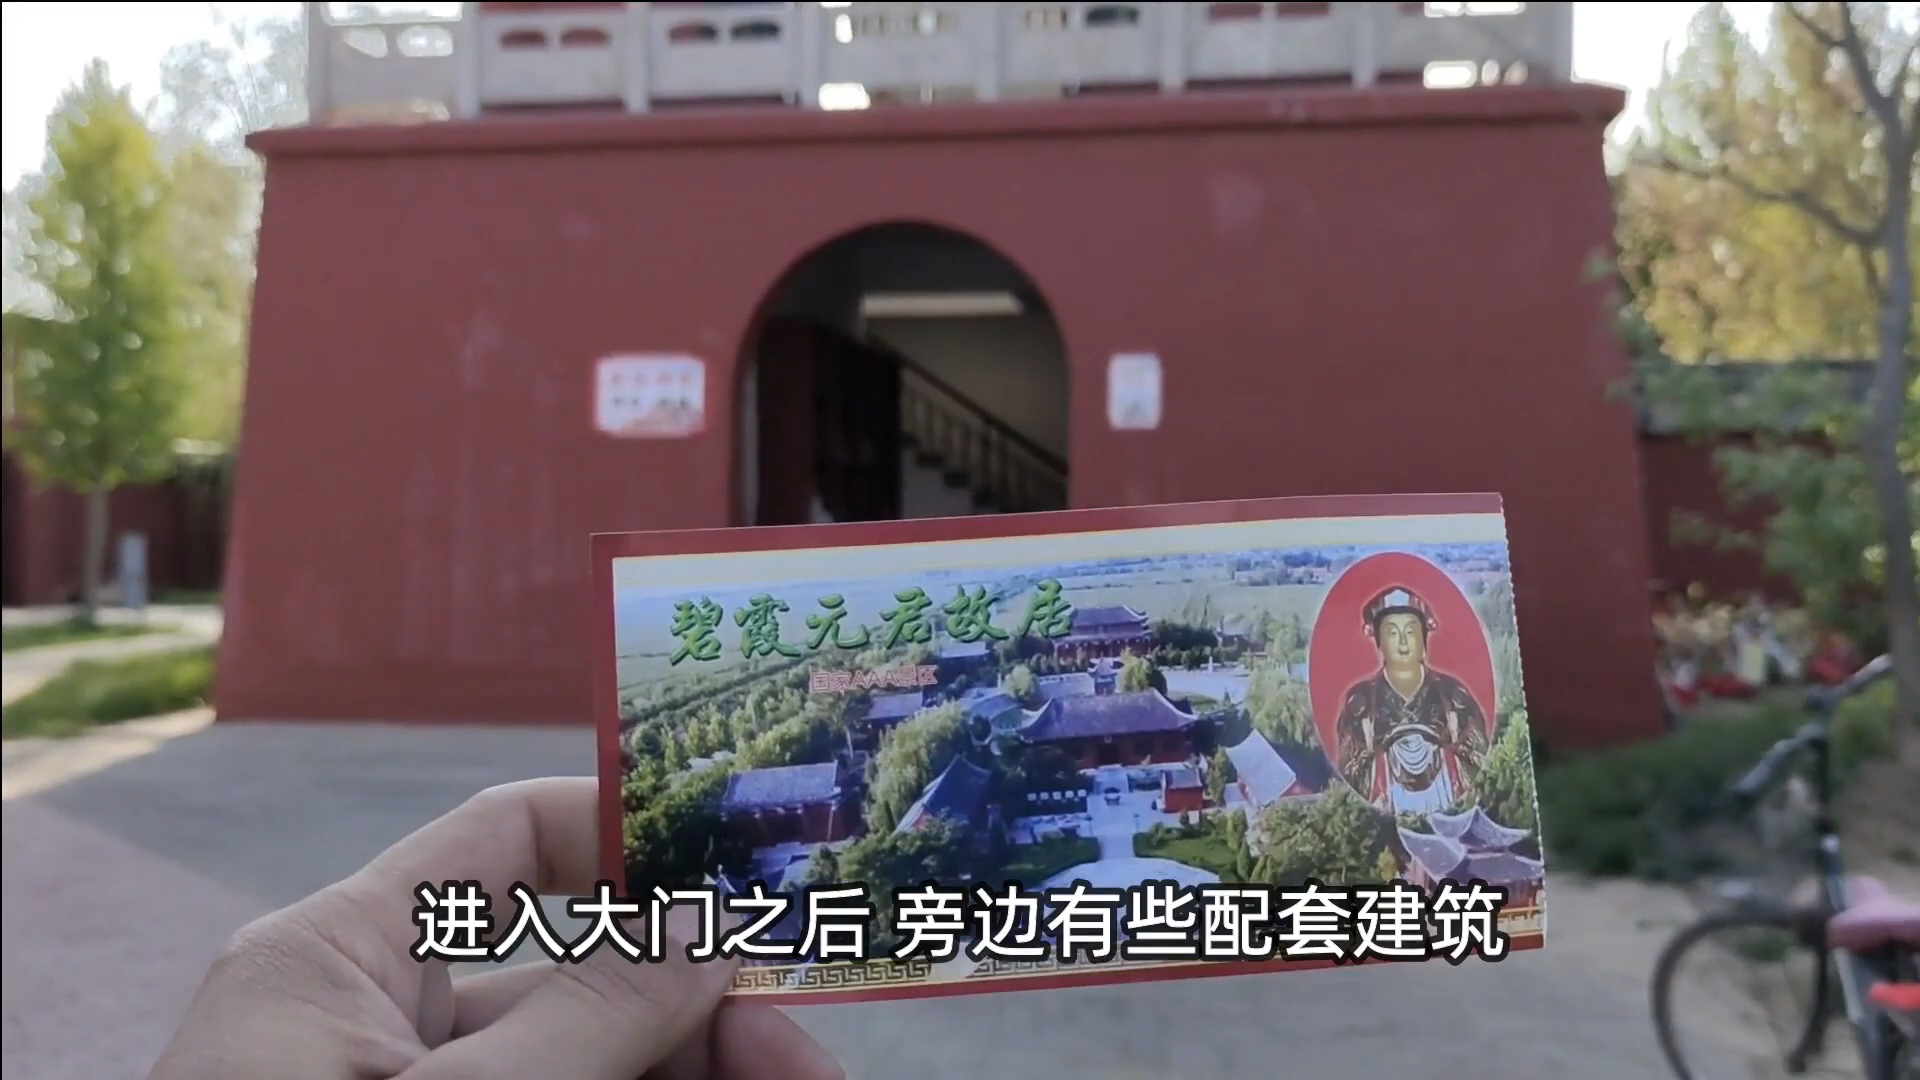 碧霞元君故居
国家AAA景区
进入大门之后 旁边有些配套建筑